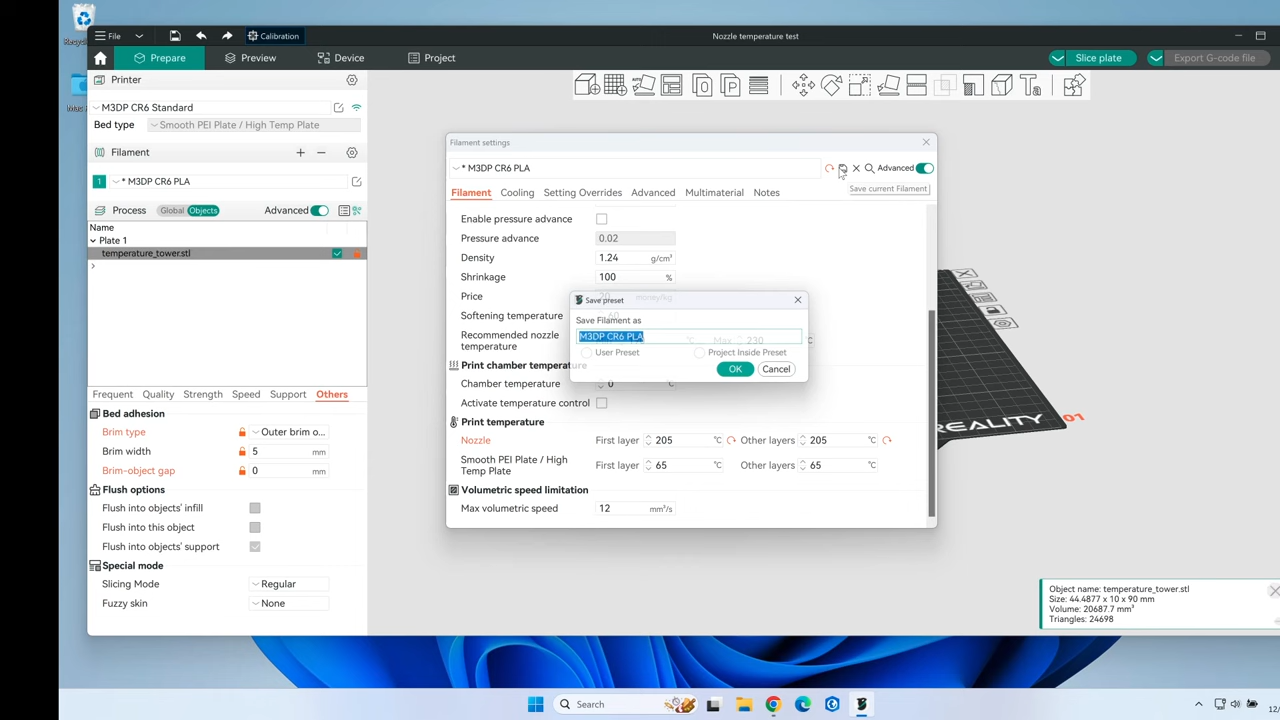 File
Calibration
Nozzle temperature test
Prepare
Preview
Device
Project
Slice plate
Export G-code file
Printer
M3DP CR6 Standard
Bed type
Smooth PEI Plate / High Temp Plate
Filament
1
* M3DP CR6 PLA
Process
Global
Objects
Advanced
Name
Plate 1
temperature_tower.stl
Frequent
Quality
Strength
Speed
Support
Others
Bed adhesion
Brim type
Outer brim o...
Brim width
5
mm
Brim-object gap
0
mm
Flush options
Flush into objects' infill
Flush into this object
Flush into objects' support
Special mode
Slicing Mode
Regular
Fuzzy skin
None
Filament settings
* M3DP CR6 PLA
Advanced
Save current Filament
Filament
Cooling
Setting Overrides
Advanced
Multimaterial
Notes
Enable pressure advance
Pressure advance
0.02
Density
1.24
g/cm³
Shrinkage
100
%
Price
money/kg
Softening temperature
60
Recommended nozzle
temperature
Max
230
Save preset
Save Filament as
M3DP CR6 PLA
User Preset
Project Inside Preset
OK
Cancel
Print chamber temperature
Chamber temperature
0
Activate temperature control
Print temperature
Nozzle
First layer
205
°C
Other layers
205
°C
Smooth PEI Plate / High
Temp Plate
First layer
65
°C
Other layers
65
°C
Volumetric speed limitation
Max volumetric speed
12
mm³/s
REALITY
01
Object name: temperature_tower.stl
Size: 44.4877 x 10 x 90 mm
Volume: 20687.7 mm³
Triangles: 24698
Search